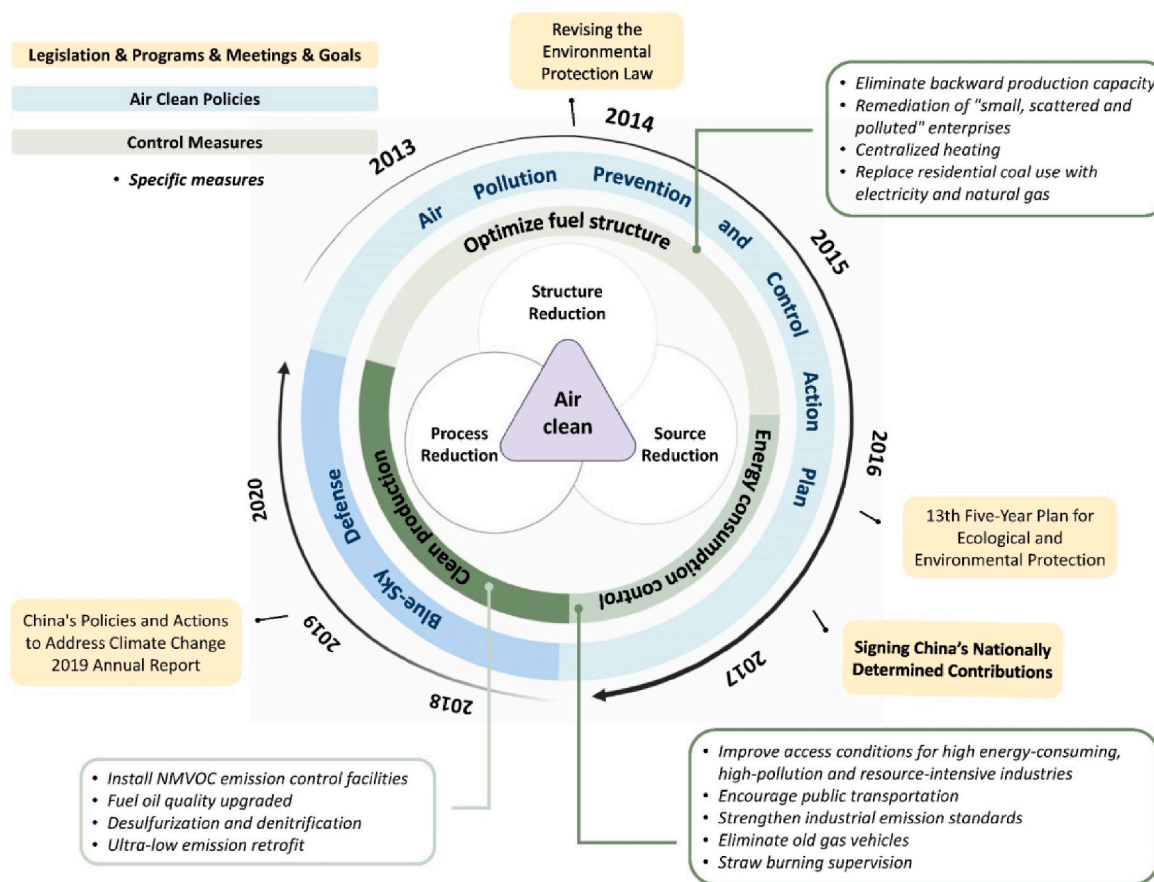 Legislation & Programs & Meetings & Goals
Air Clean Policies
Control Measures
• Specific measures
Revising the
Environmental
Protection Law
• Eliminate backward production capacity
• Remediation of "small, scattered and
polluted" enterprises
• Centralized heating
• Replace residential coal use with
electricity and natural gas
2013
2014
2015
2016
2017
2018
2019
2020
Air Pollution Prevention and Control Action Plan
Blue-Sky Defense
Optimize fuel structure
Energy consumption control
Clean production
Structure
Reduction
Process
Reduction
Source
Reduction
Air
clean
13th Five-Year Plan for
Ecological and
Environmental Protection
Signing China’s Nationally
Determined Contributions
China's Policies and Actions
to Address Climate Change
2019 Annual Report
• Install NMVOC emission control facilities
• Fuel oil quality upgraded
• Desulfurization and denitrification
• Ultra-low emission retrofit
• Improve access conditions for high energy-consuming,
high-pollution and resource-intensive industries
• Encourage public transportation
• Strengthen industrial emission standards
• Eliminate old gas vehicles
• Straw burning supervision